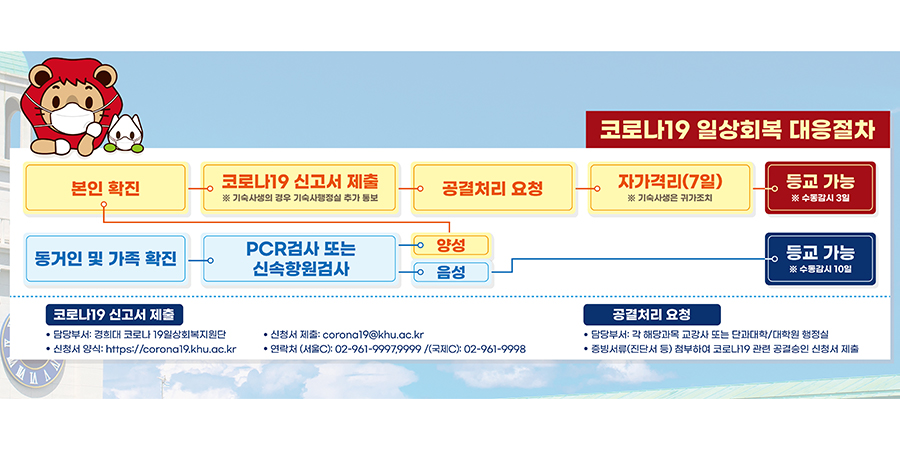 코로나19 일상회복 대응절차
본인 확진
코로나19 신고서 제출
※ 기숙사생의 경우 기숙사행정실 추가 통보
공결처리 요청
자가격리(7일)
※ 기숙사생은 귀가조치
등교 가능
※ 수동감시 3일
동거인 및 가족 확진
PCR검사 또는
신속항원검사
양성
음성
등교 가능
※ 수동감시 10일
코로나19 신고서 제출
• 담당부서: 경희대 코로나 19일상회복지원단
• 신청서 양식: https://corona19.khu.ac.kr
• 신청서 제출: corona19@khu.ac.kr
• 연락처 (서울C): 02-961-9997,9999 /(국제C): 02-961-9998
공결처리 요청
• 담당부서: 각 해당과목 교강사 또는 단과대학/대학원 행정실
• 증빙서류(진단서 등) 첨부하여 코로나19 관련 공결승인 신청서 제출